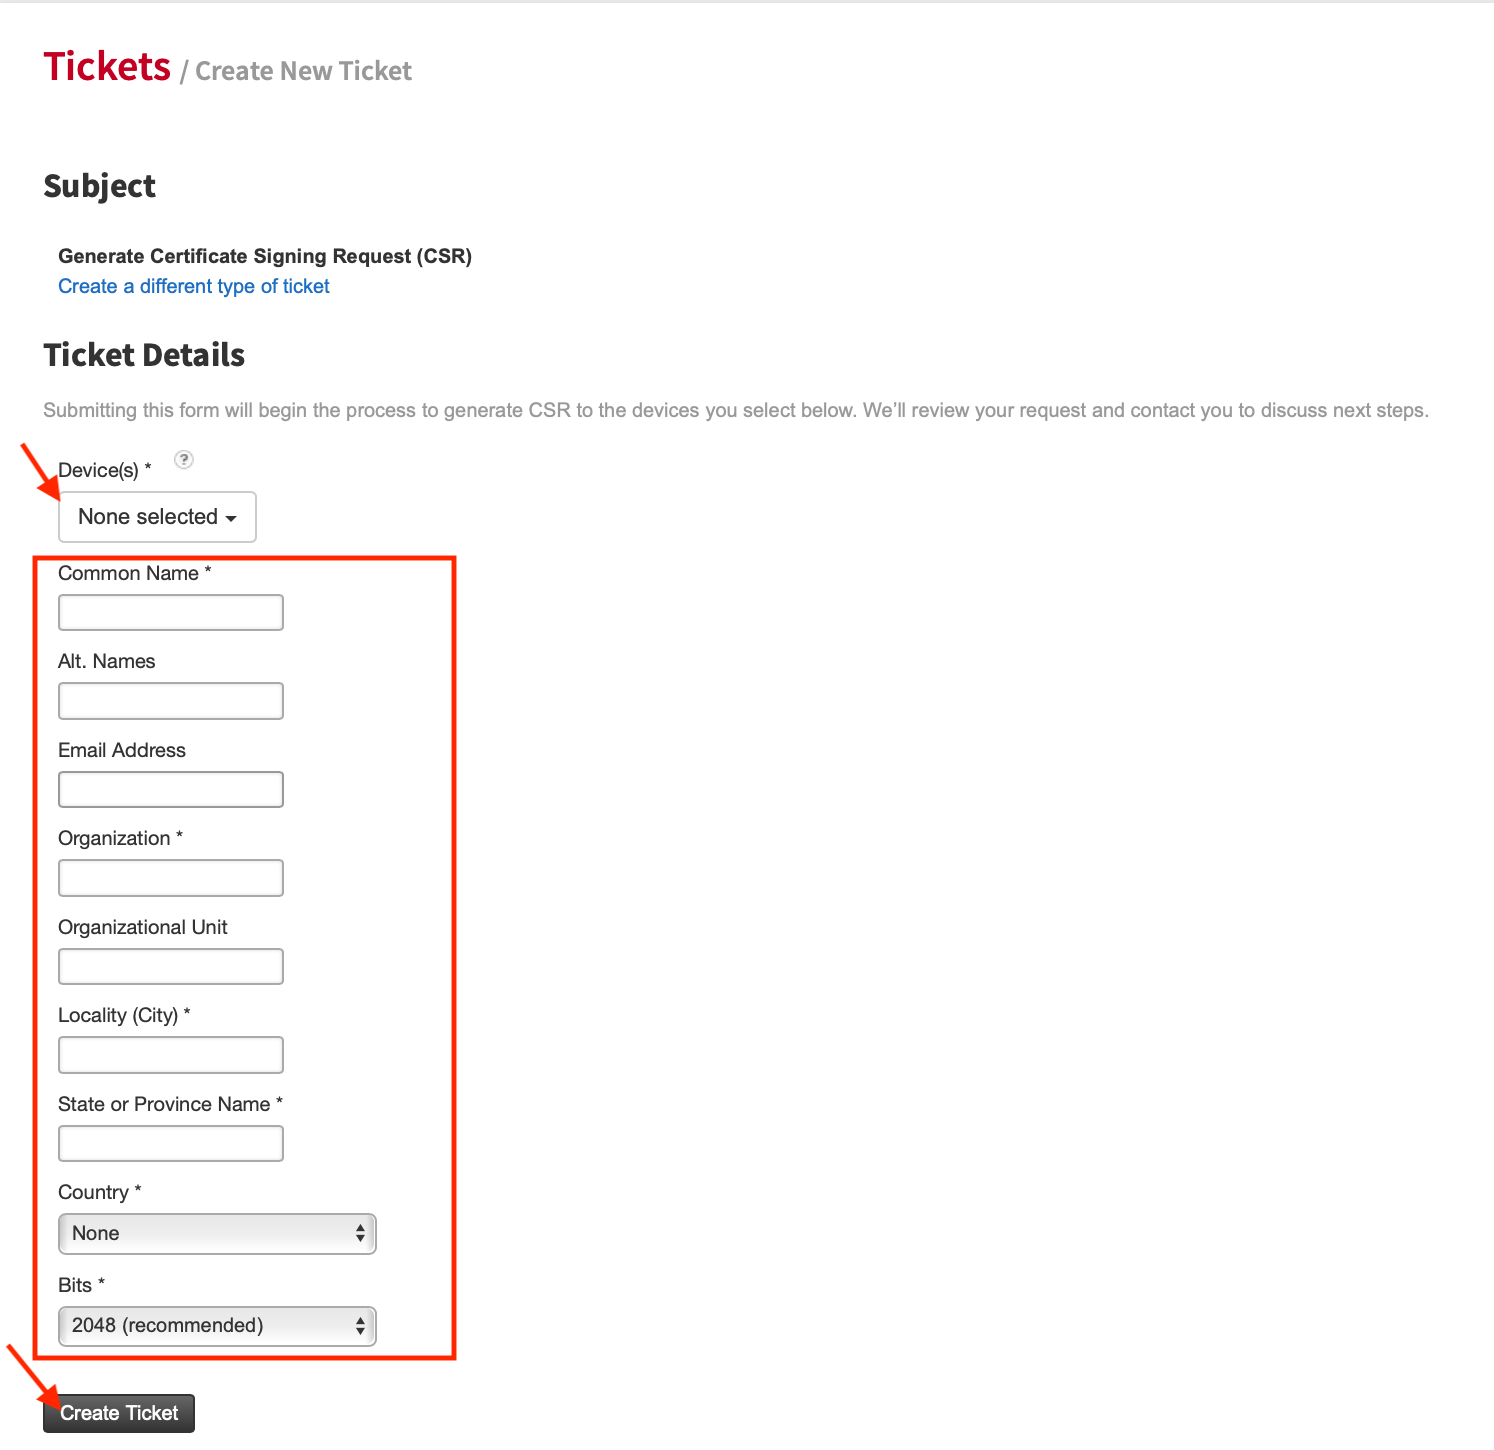 Tickets / Create New Ticket
Subject
Generate Certificate Signing Request (CSR)
Create a different type of ticket
Ticket Details
Submitting this form will begin the process to generate CSR to the devices you select below. We’ll review your request and contact you to discuss next steps.
Device(s) * ?
None selected
Common Name *
Alt. Names
Email Address
Organization *
Organizational Unit
Locality (City) *
State or Province Name *
Country *
None
Bits *
2048 (recommended)
Create Ticket